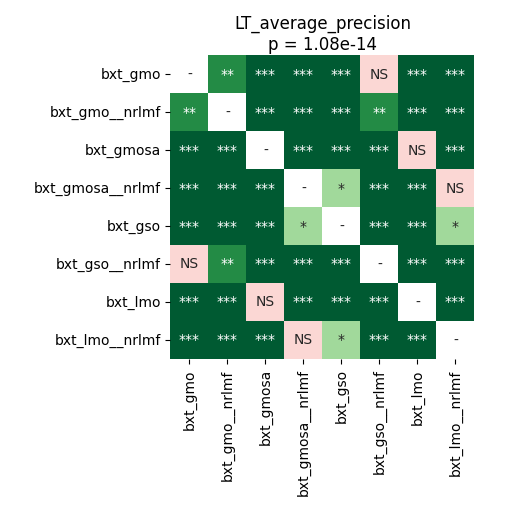 LT_average_precision
p = 1.08e-14
bxt_gmo - ** *** *** *** NS *** ***
bxt_gmo__nrlmf ** - *** *** *** ** *** ***
bxt_gmosa *** *** - *** *** *** NS ***
bxt_gmosa__nrlmf *** *** *** - * *** *** NS
bxt_gso *** *** *** * - *** *** *
bxt_gso__nrlmf NS ** *** *** *** - *** ***
bxt_lmo *** *** NS *** *** *** - ***
bxt_lmo__nrlmf *** *** *** NS * *** *** -
bxt_gmo
bxt_gmo__nrlmf
bxt_gmosa
bxt_gmosa__nrlmf
bxt_gso
bxt_gso__nrlmf
bxt_lmo
bxt_lmo__nrlmf